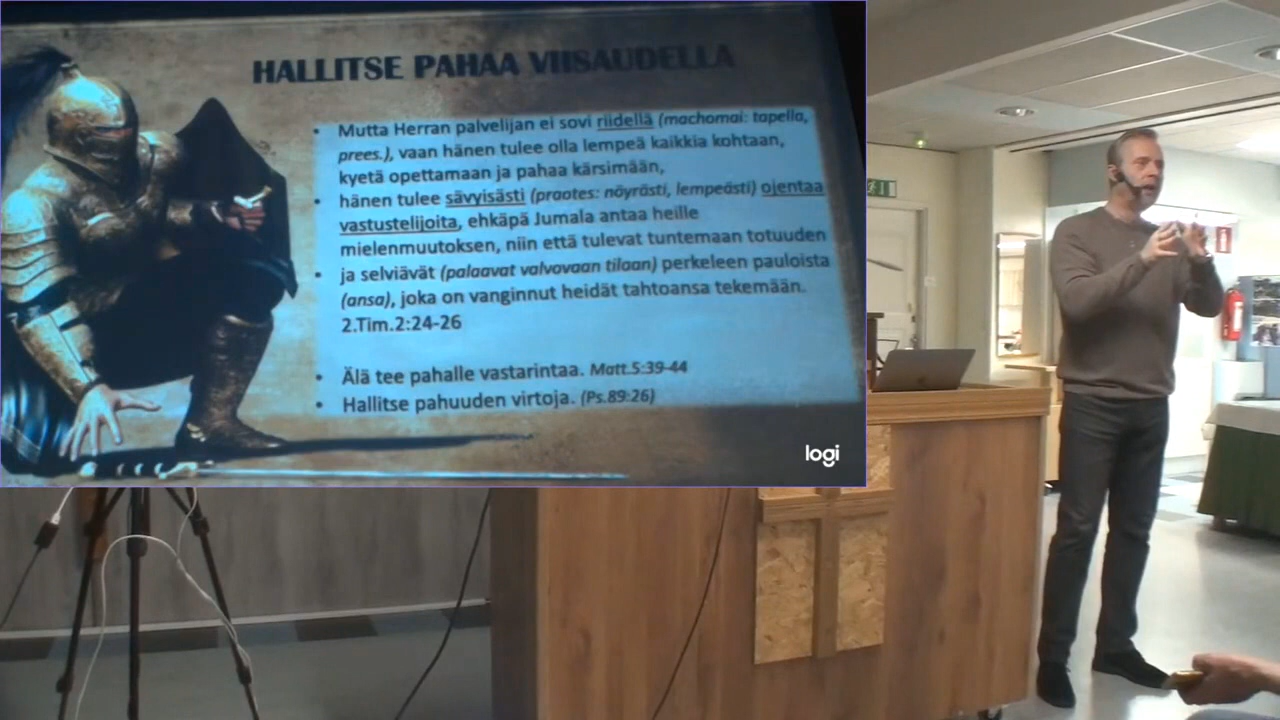 HALLITSE PAHAA VIISAUDELLA
• Mutta Herran palvelijan ei sovi riidellä (machomai: tapella,
prees.), vaan hänen tulee olla lempeä kaikkia kohtaan,
kyetä opettamaan ja pahaa kärsimään,
• hänen tulee sävyisästi (praotes: nöyrästi, lempeästi) ojentaa
vastustelijoita, ehkäpä Jumala antaa heille
mielenmuutoksen, niin että tulevat tuntemaan totuuden
• ja selviävät (palaavat valvovaan tilaan) perkeleen pauloista
(ansa), joka on vanginnut heidät tahtoansa tekemään.
2.Tim.2:24-26
• Älä tee pahalle vastarintaa. Matt.5:39-44
• Hallitse pahuuden virtoja. (Ps.89:26)
logi